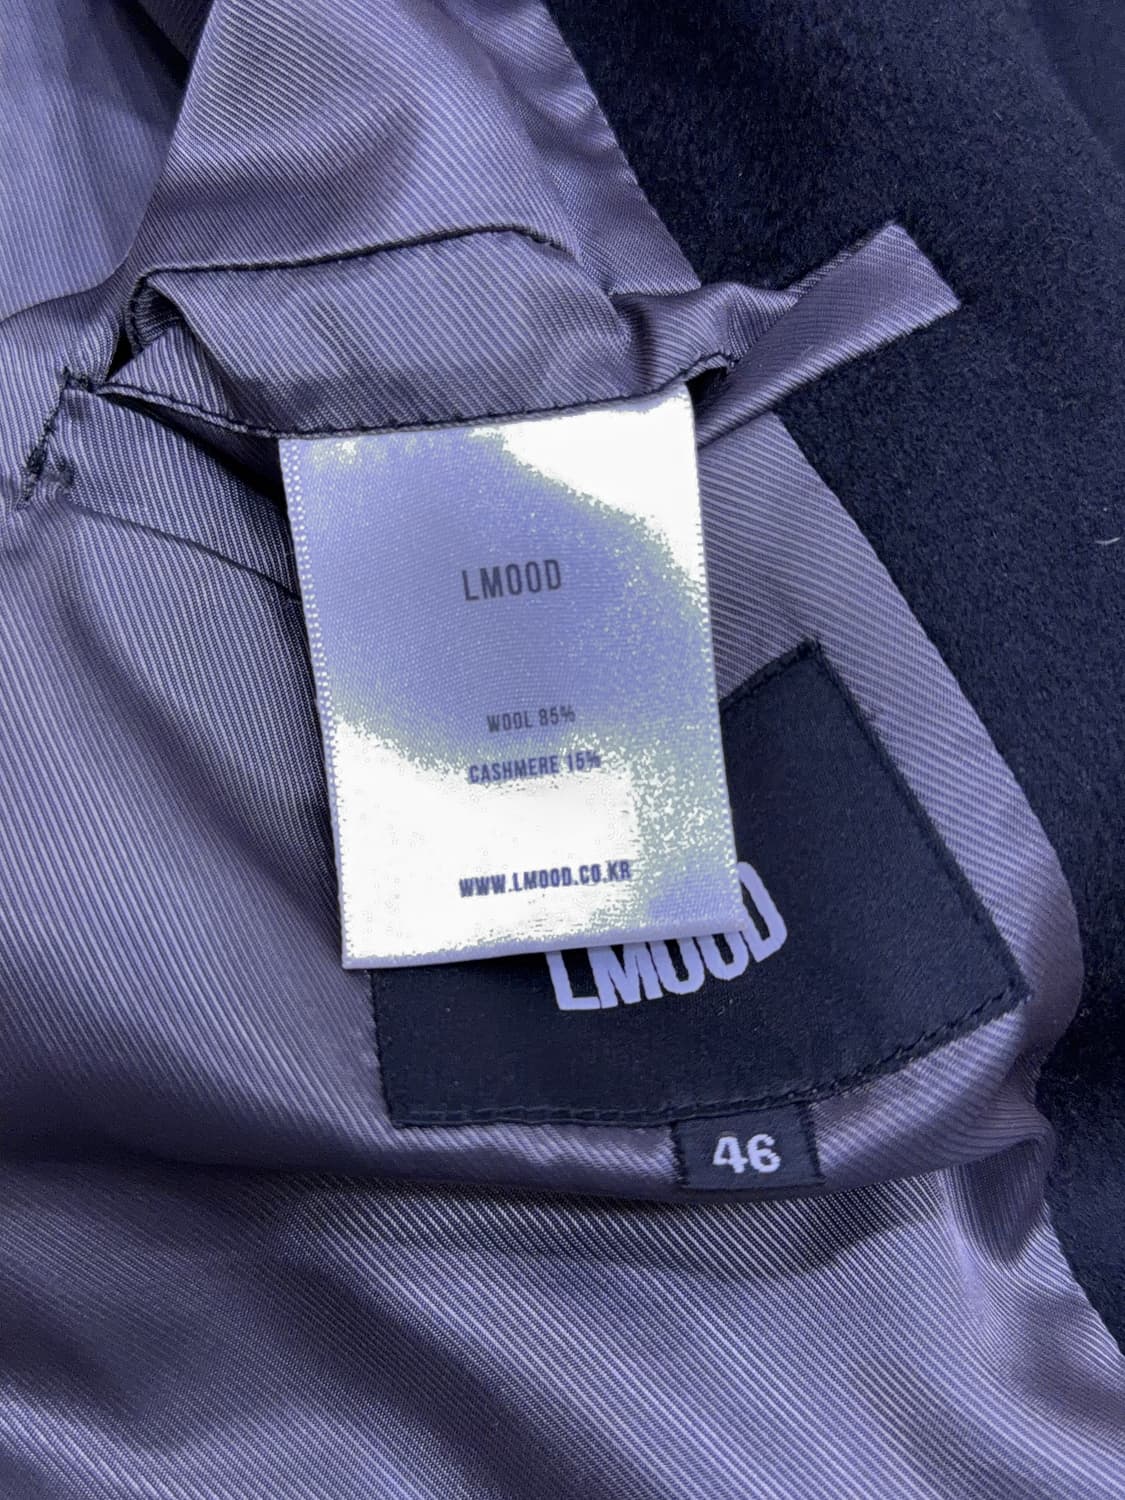 LMOOD
WOOL 85%
CASHMERE 15%
WWW.LMOOD.CO.KR
LMOOD
46